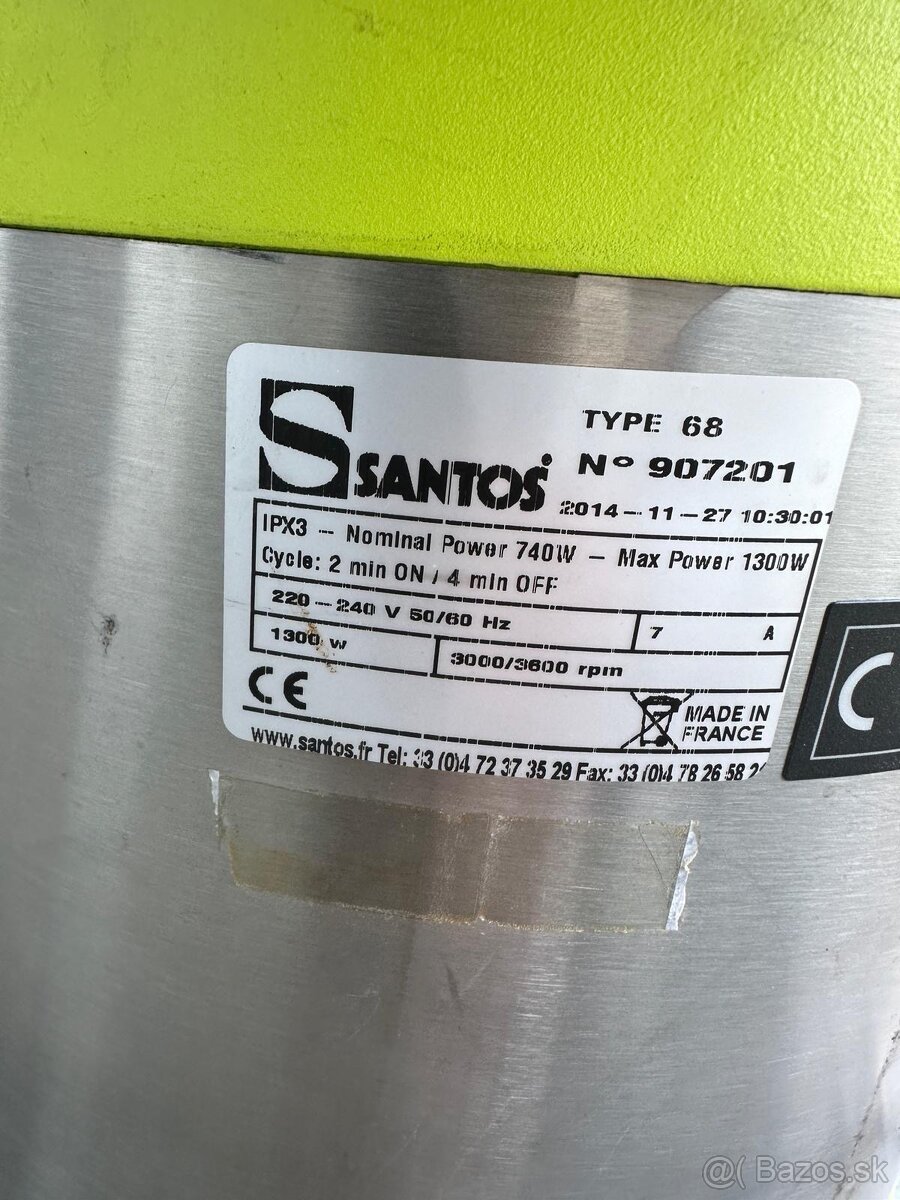 SANTOS
TYPE 68
Nº 907201
2014-11-27 10:30:01
IPX3 - Nominal Power 740W - Max Power 1300W
Cycle: 2 min ON / 4 min OFF
220-240 V 50/60 Hz
7 A
1300 W
3000/3600 rpm
CE
MADE IN
FRANCE
www.santos.fr Tel: 33 (0)4 72 37 35 29 Fax: 33 (0)4 78 26 58 2
C
@( Bazos.sk